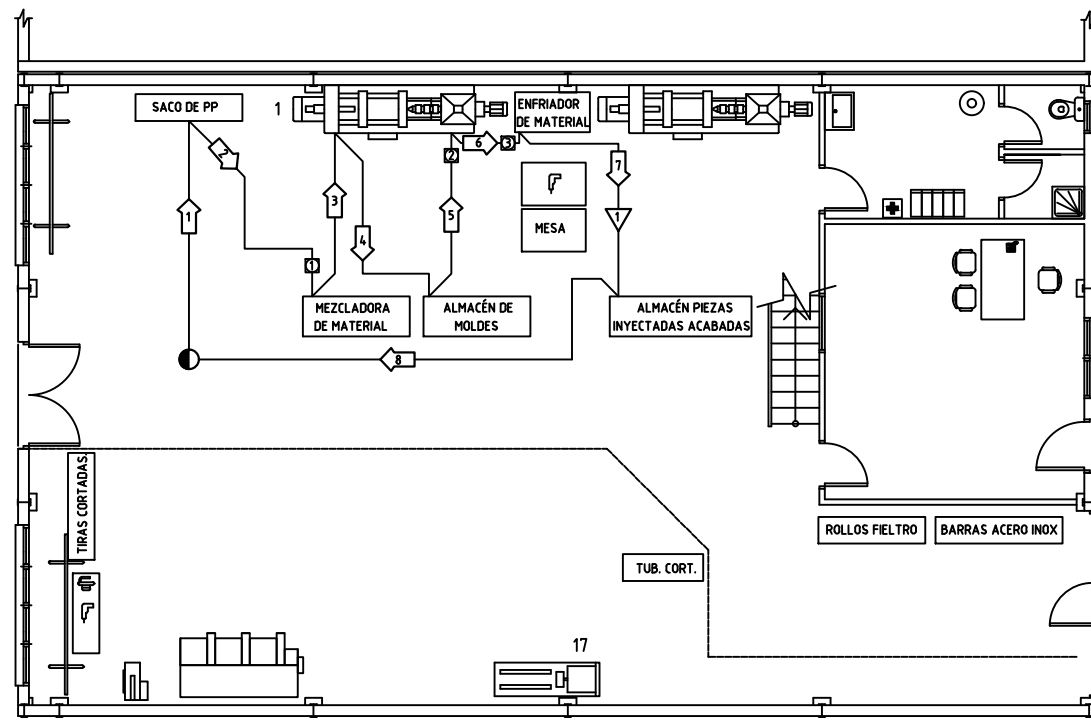 SACO DE PP
1
ENFRIADOR
DE MATERIAL
2
3
4
5
2
6
3
7
1
1
1
MESA
MEZCLADORA
DE MATERIAL
ALMACÉN DE
MOLDES
ALMACÉN PIEZAS
INYECTADAS ACABADAS
8
TIRAS CORTADAS
ROLLOS FIELTRO
BARRAS ACERO INOX
TUB. CORT.
17